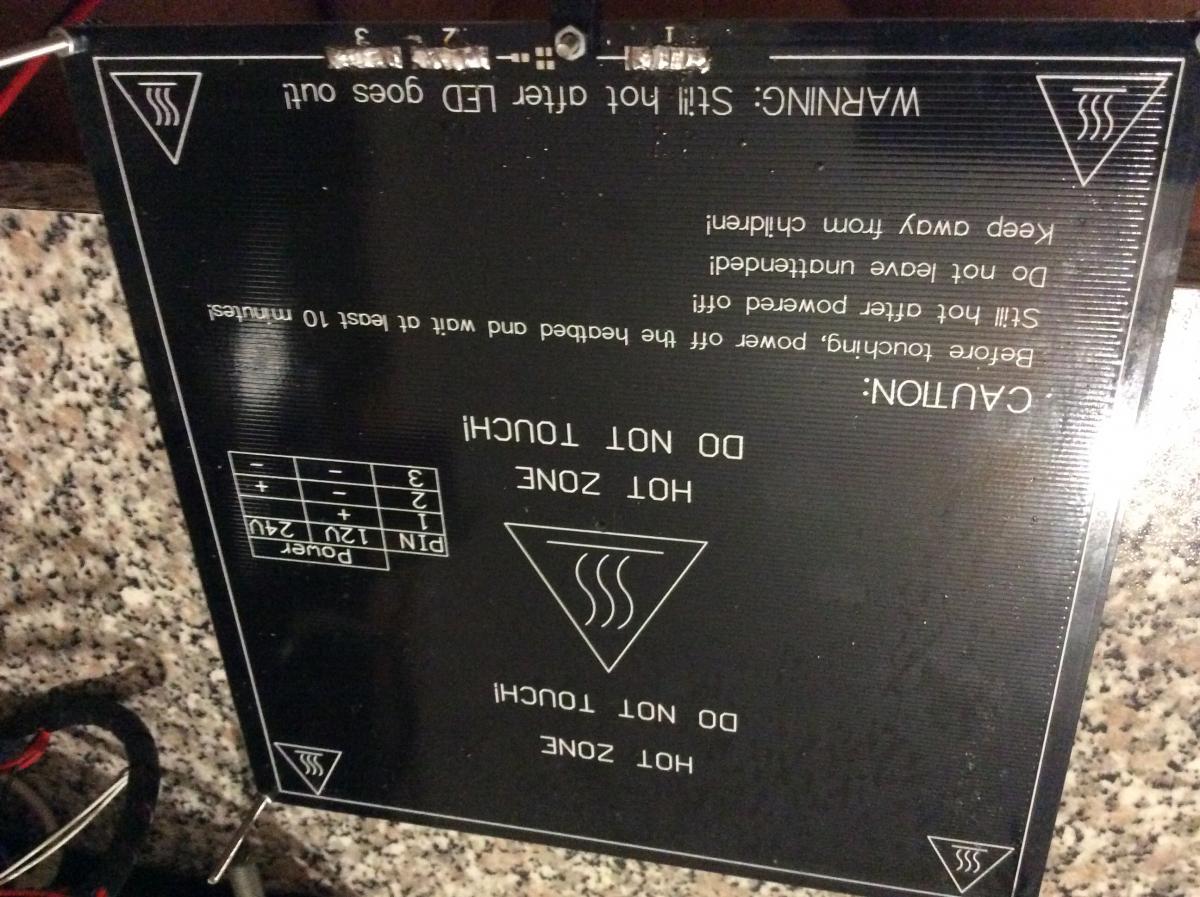 HOT ZONE
DO NOT TOUCH!
HOT ZONE
DO NOT TOUCH!
Power
PIN 12V 24V
1 +
2 - +
3 - -
CAUTION:
Before touching, power off the heatbed and wait at least 10 minutes!
Still hot after powered off!
Do not leave unattended!
Keep away from children!
WARNING: Still hot after LED goes out!
1 2 3